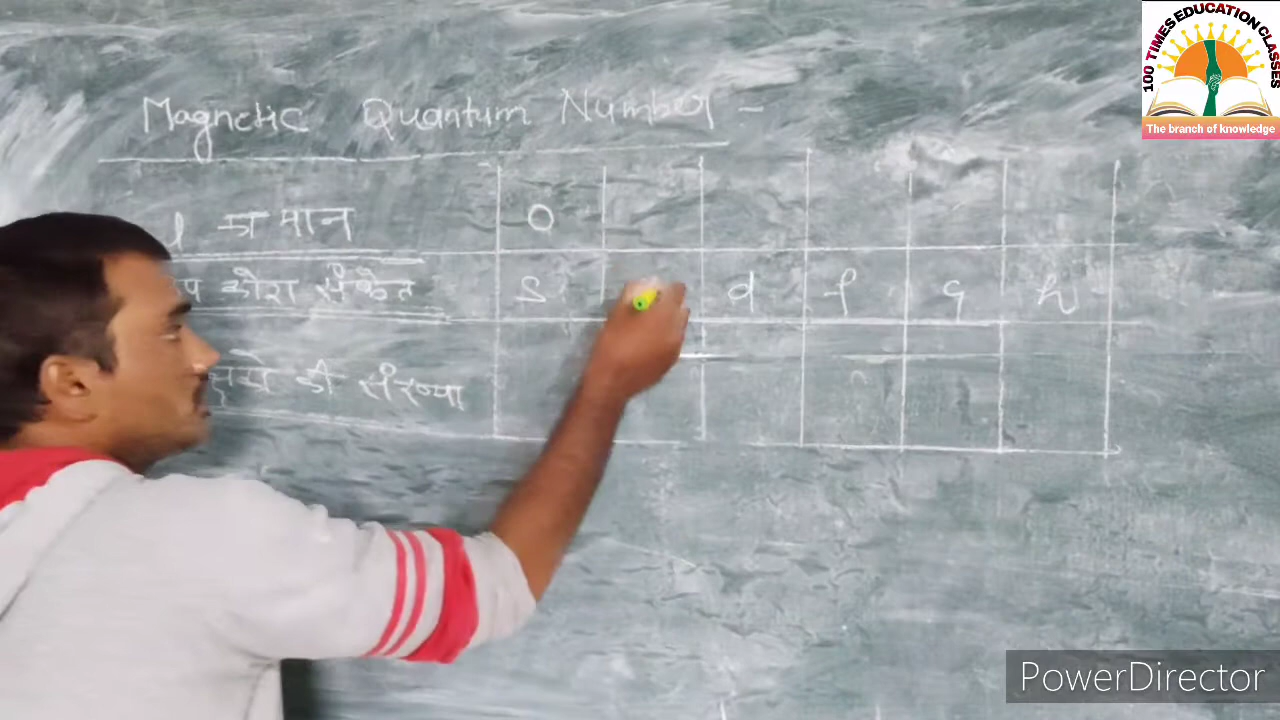 100 TIMES EDUCATION CLASSES
The branch of knowledge
Magnetic Quantum Number -
l का मान 0
कोश संकेत s d f g h
की संख्या
PowerDirector